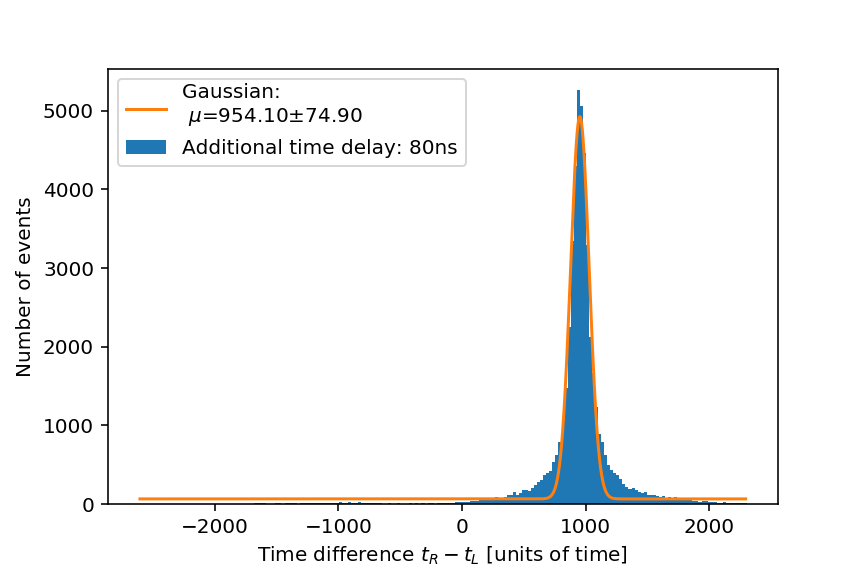 Gaussian:
μ=954.10±74.90
Additional time delay: 80ns
5000
4000
3000
2000
1000
0
Number of events
−2000 −1000 0 1000 2000
Time difference t_R − t_L [units of time]